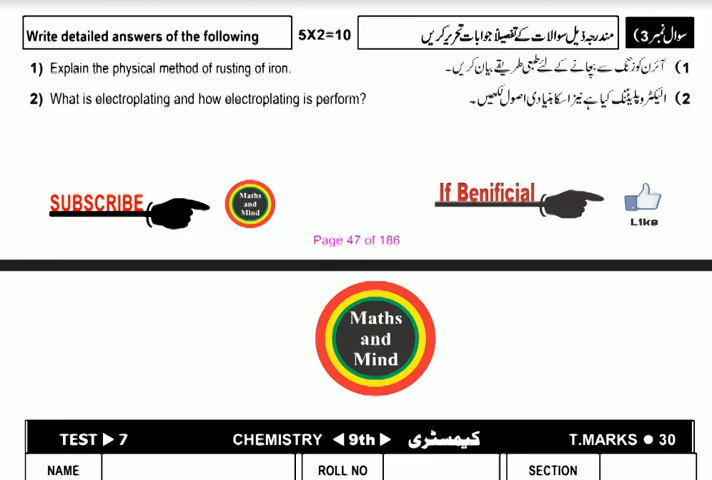 Write detailed answers of the following 5X2=10 مندرجہ ذیل سوالات کے تفصیلاً جوابات تحریر کریں سوال نمبر 3)
1) Explain the physical method of rusting of iron. 1) آئرن کو زنگ سے بچانے کے لئے طبعی طریقے بیان کریں۔
2) What is electroplating and how electroplating is perform? 2) الیکٹروپلیٹنگ کیا ہے نیز اسکا بنیادی اصول لکھیں۔
SUBSCRIBE Maths and Mind If Benificial Like
Page 47 of 186
Maths
and
Mind
TEST 7 CHEMISTRY 9th کیمسٹری T.MARKS ● 30
NAME ROLL NO SECTION